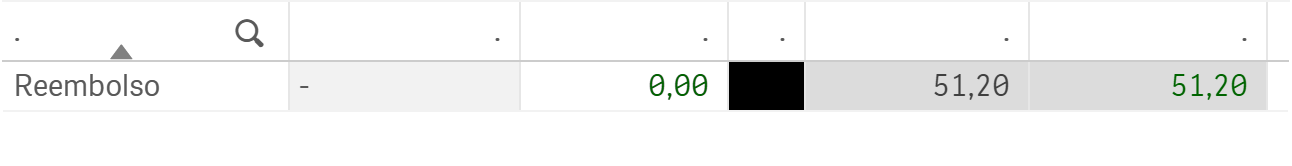 . . . . . .
Reembolso - 0,00 51,20 51,20